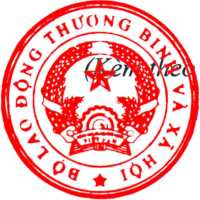 BỘ LAO ĐỘNG THƯƠNG BINH VÀ XÃ HỘI
(Kèm theo